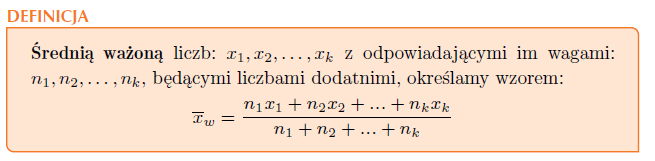 DEFINICJA
Średnią ważoną liczb: x₁, x₂, . . . , xₖ z odpowiadającymi im wagami:
n₁, n₂, . . . , nₖ, będącymi liczbami dodatnimi, określamy wzorem:
x̅_w = (n₁x₁ + n₂x₂ + ... + nₖxₖ) / (n₁ + n₂ + ... + nₖ)